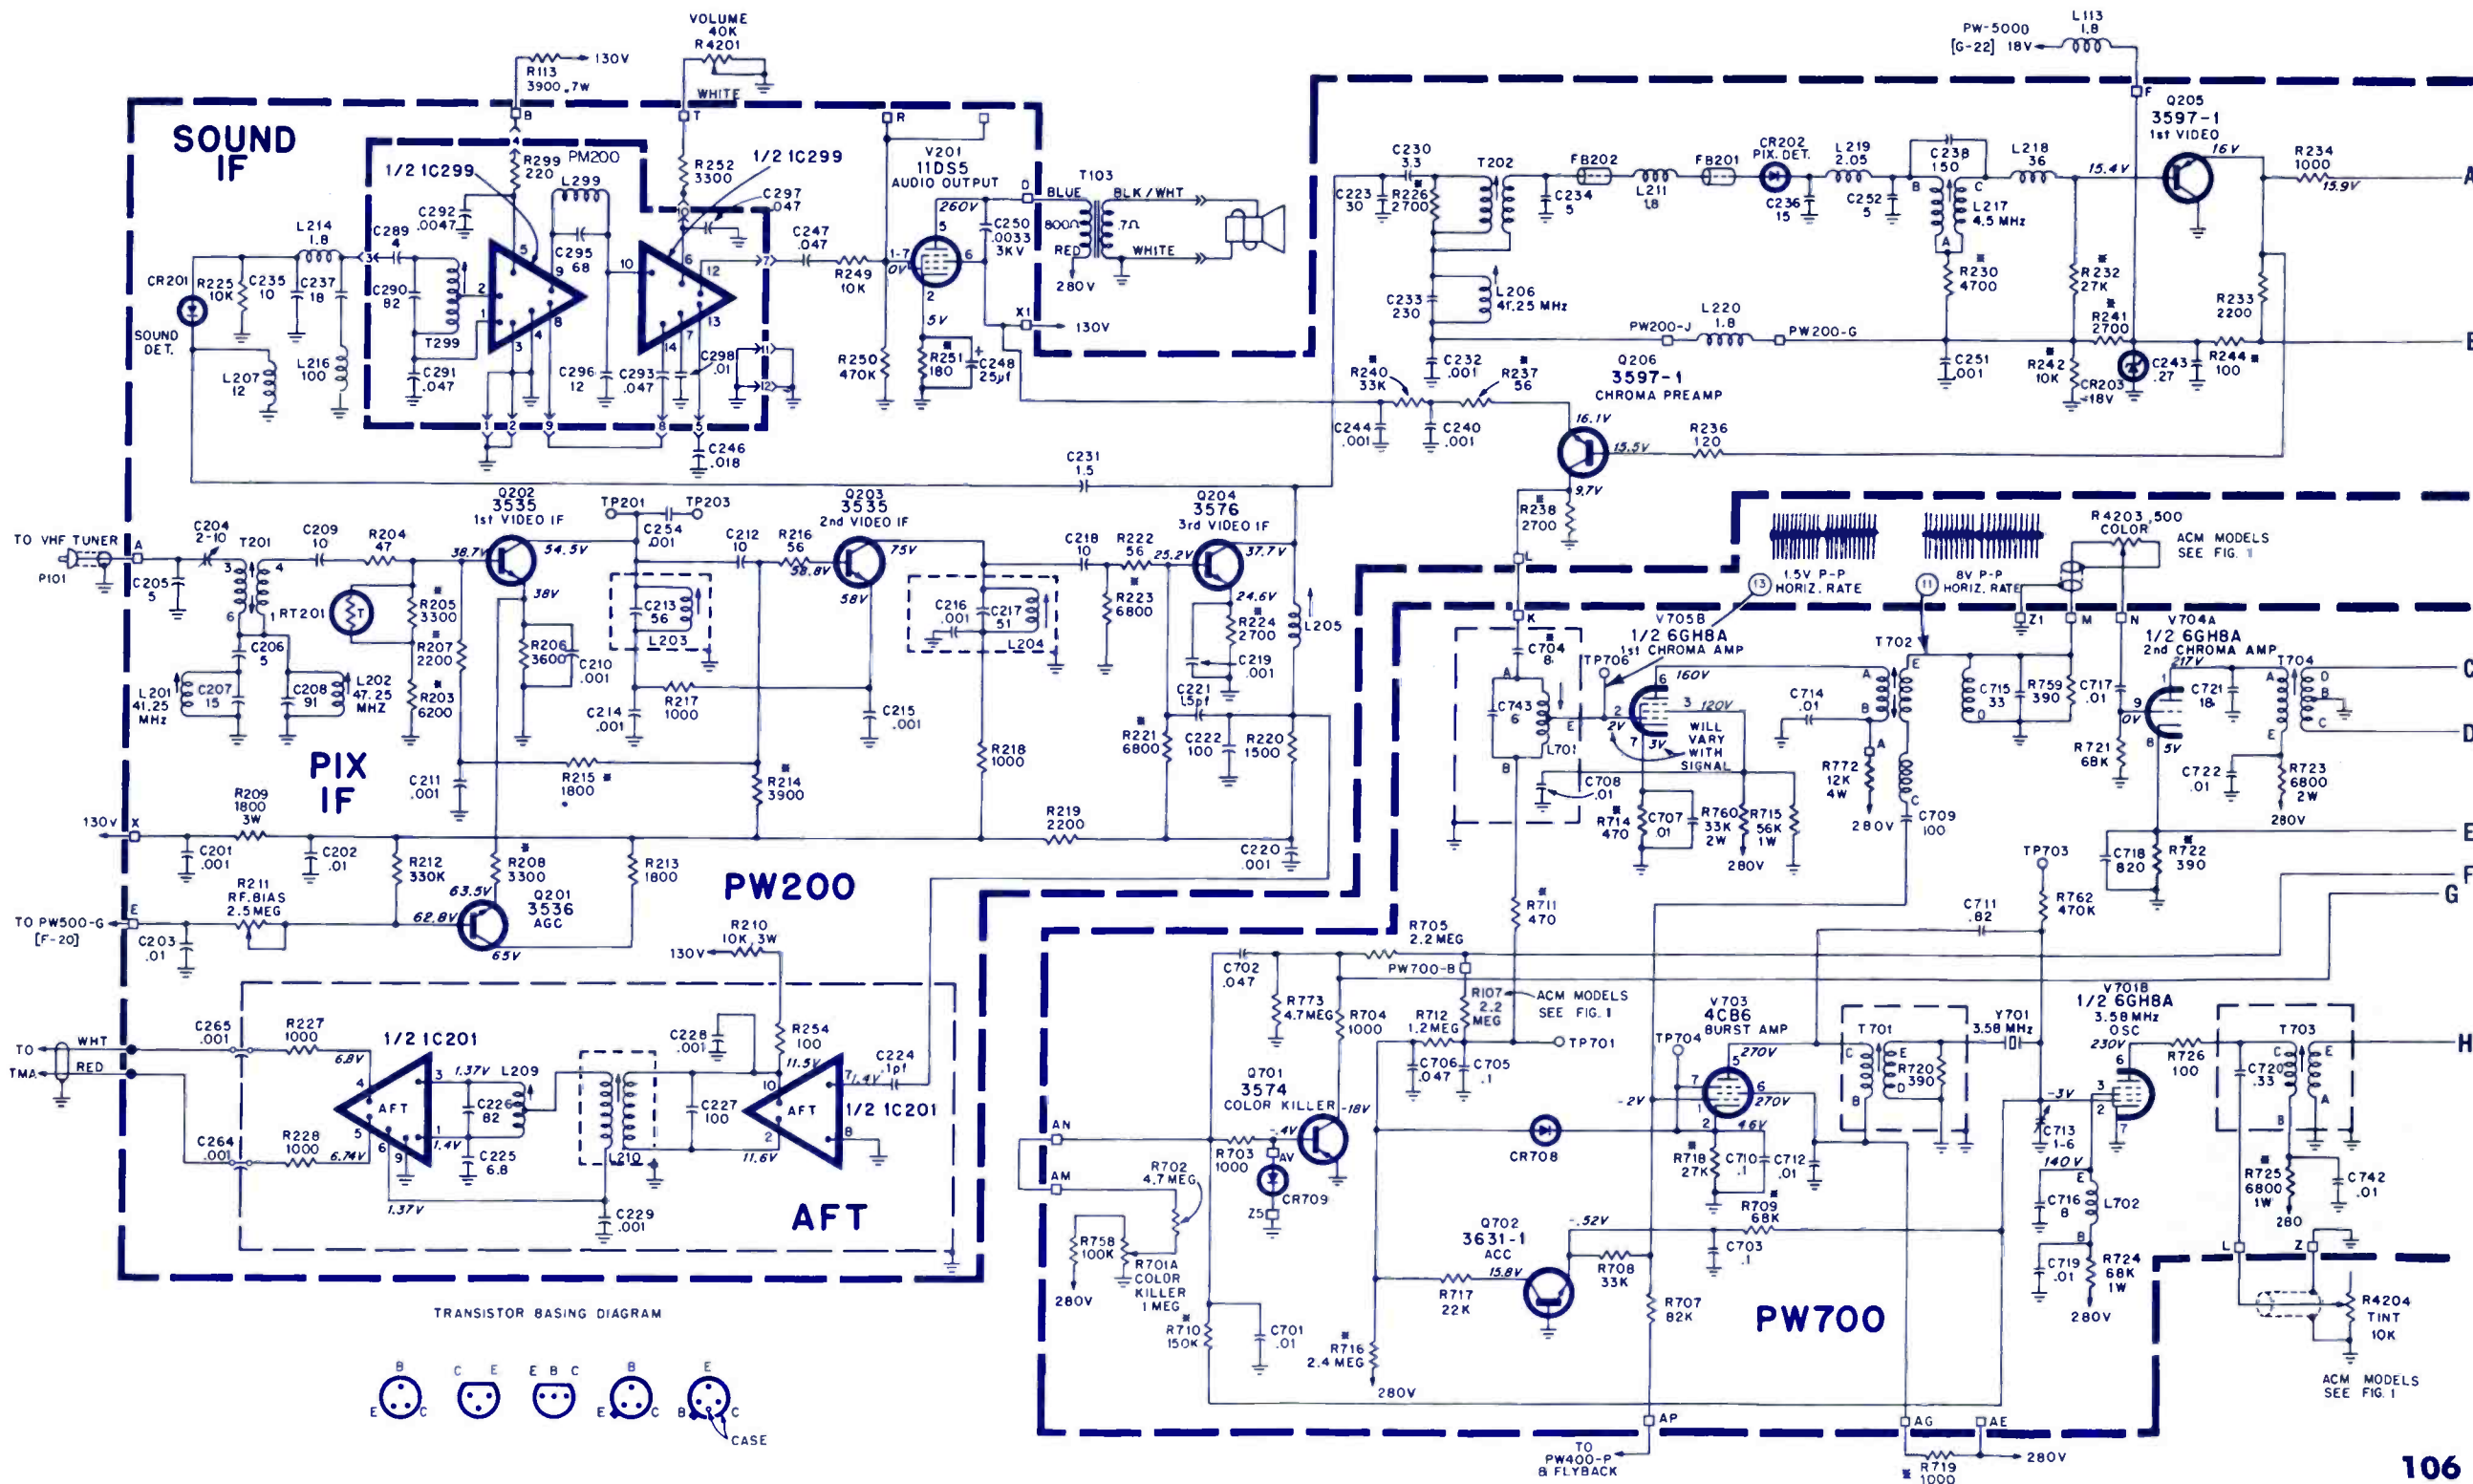 VOLUME
40K
R4201
R113
3900.7W
130V
WHITE
B
T
R
SOUND
IF
PM200
1/2 IC299
R299
220
L299
R252
3300
1/2 IC299
C297
.047
V201
11DS5
AUDIO OUTPUT
260V
D
BLUE
T103
BLK/WHT
800Ω
.7Ω
RED
WHITE
280V
C292
.0047
C289
4
L214
1.8
C295
68
C247
.047
R249
10K
C250
.0033
3KV
CR201
R225
10K
C235
10
C237
18
C290
82
T299
SOUND
DET.
L207
12
L216
100
C291
.047
C296
12
C293
.047
C298
.01
R250
470K
5V
R251
180
C248
25µf
X1
130V
C246
.018
C231
1.5
PW-5000
[G-22] 18V
L113
1.8
F
Q205
3597-1
1st VIDEO
16V
R234
1000
15.9V
A
C230
3.3
C223
30
R226
2700
T202
FB202
FB201
CR202
PIX. DET.
L219
2.05
C238
150
L218
36
15.4V
C234
5
L211
1.8
C236
15
C252
5
L217
4.5 MHz
C233
230
L206
41.25 MHz
R230
4700
R232
27K
R241
2700
R233
2200
PW200-J
L220
1.8
PW200-G
C232
.001
C251
.001
R242
10K
CR203
18V
C243
.27
R244
100
R240
33K
R237
56
Q206
3597-1
CHROMA PREAMP
16.1V
C244
.001
C240
.001
15.5V
R236
120
9.7V
R238
2700
TO VHF TUNER
P101
A
C204
2-10
T201
C209
10
R204
47
Q202
3535
1st VIDEO IF
38.7V
54.5V
38V
TP201
TP203
C254
.001
C212
10
R216
56
58.8V
Q203
3535
2nd VIDEO IF
75V
58V
C218
10
R222
56
25.2V
Q204
3576
3rd VIDEO IF
37.7V
24.6V
C205
5
RT201
R205
3300
R207
2200
R203
6200
C206
5
L201
41.25
MHz
C207
15
C208
91
L202
47.25
MHZ
R206
3600
C210
.001
C213
56
L203
C214
.001
R217
1000
C215
.001
C216
.001
C217
51
L204
R223
6800
R224
2700
C219
.001
L205
C221
1.5pf
R221
6800
C222
100
R220
1500
R218
1000
PIX
IF
C211
.001
R215
1800
R214
3900
R209
1800
3W
130V
X
R219
2200
C201
.001
C202
.01
R212
330K
R208
3300
R213
1800
C220
.001
PW200
R211
RF.BIAS
2.5MEG
63.5V
62.8V
Q201
3536
AGC
65V
TO PW500-G
[F-20]
E
C203
.01
R210
10K, 3W
130V
TO
TMA
WHT
RED
C265
.001
R227
1000
1/2 IC201
6.8V
1.37V
L209
AFT
C226
82
C228
.001
R254
100
11.5V
C227
100
AFT
1.4V
C224
.1pf
1/2 IC201
C264
.001
R228
1000
6.74V
1.4V
C225
6.8
L210
11.6V
1.37V
C229
.001
AFT
TRANSISTOR BASING DIAGRAM
B
C E
E B C
B
E
E C
E C
B C
CASE
R4203,500
COLOR
ACM MODELS
SEE FIG. 1
13
1.5V P-P
HORIZ. RATE
11
8V P-P
HORIZ. RATE
L
K
Z1
M
N
C704
8
V705B
1/2 6GH8A
1st CHROMA AMP
TP706
160V
T702
V704A
1/2 6GH8A
2nd CHROMA AMP
217V
T704
C
D
C743
6
L701
2V
3V
120V
WILL
VARY
WITH
SIGNAL
C714
.01
C715
33
R759
390
C717
.01
C721
18
R721
68K
0V
5V
C722
.01
R723
6800
2W
280V
R772
12K
4W
280V
C709
100
C708
.01
R714
470
C707
.01
R760
33K
2W
R715
56K
1W
280V
C718
820
R722
390
E
F
G
TP703
R762
470K
R711
470
C711
.82
R705
2.2MEG
C702
.047
PW700-B
R773
4.7MEG
R704
1000
R712
1.2MEG
R107
2.2
MEG
ACM MODELS
SEE FIG. 1
TP701
C706
.047
C705
.1
V703
4CB6
BURST AMP
TP704
270V
270V
-2V
4.6V
T701
R720
390
Y701
3.58 MHz
V701B
1/2 6GH8A
3.58MHz
OSC
230V
R726
100
T703
C720
.33
H
-3V
C713
1-6
140V
C716
8
L702
C719
.01
R724
68K
1W
280V
R725
6800
1W
280
C742
.01
Q701
3574
COLOR KILLER
-18V
-.4V
AN
R703
1000
AV
CR709
Z5
CR708
R718
27K
C710
.1
C712
.01
AM
R702
4.7MEG
R758
100K
280V
R701A
COLOR
KILLER
1 MEG
Q702
3631-1
ACC
-.52V
R709
68K
C703
.1
R708
33K
15.8V
R717
22K
R710
150K
C701
.01
R716
2.4 MEG
280V
R707
82K
PW700
L
Z
R4204
TINT
10K
ACM MODELS
SEE FIG. 1
AP
TO
PW400-P
& FLYBACK
AG
AE
R719
1000
280V
106